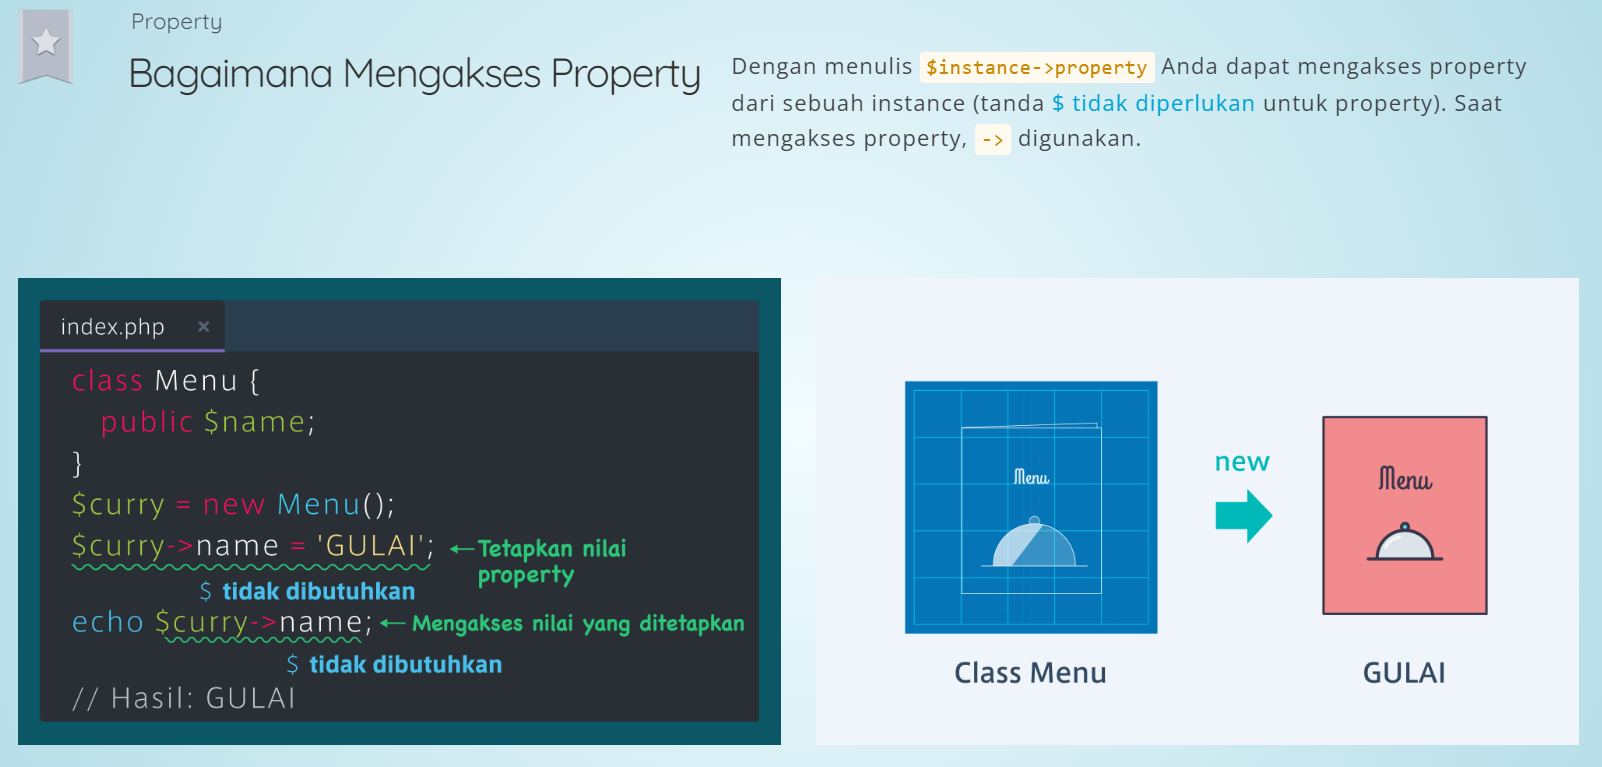 Property
Bagaimana Mengakses Property
Dengan menulis $instance->property Anda dapat mengakses property
dari sebuah instance (tanda $ tidak diperlukan untuk property). Saat
mengakses property, -> digunakan.
index.php ×
class Menu {
public $name;
}
$curry = new Menu();
$curry->name = 'GULAI'; ←Tetapkan nilai
property
$ tidak dibutuhkan
echo $curry->name; ← Mengakses nilai yang ditetapkan
$ tidak dibutuhkan
// Hasil: GULAI
Menu
new
Menu
Class Menu
GULAI